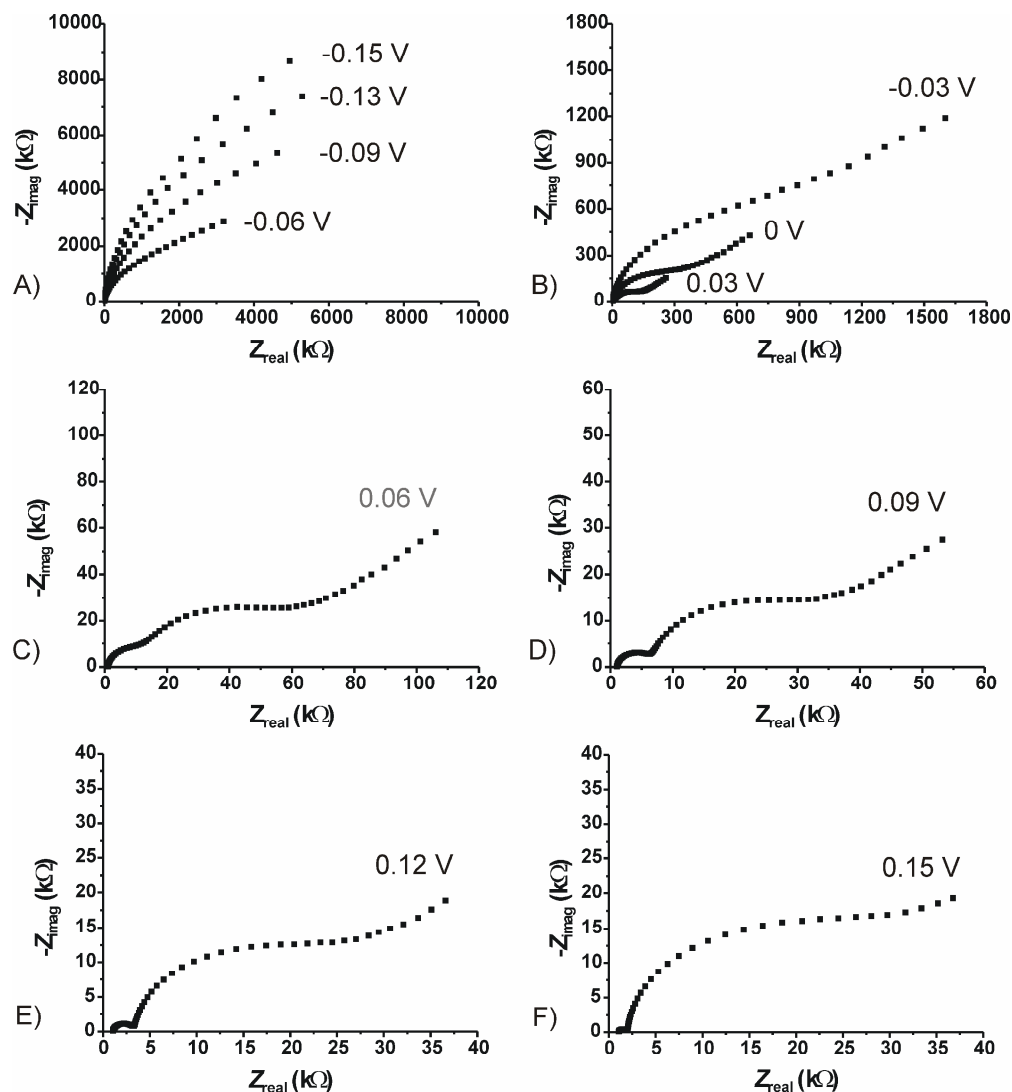 10000
8000
6000
4000
2000
0
-Zimag (kΩ)
-0.15 V
-0.13 V
-0.09 V
-0.06 V
A)
0 2000 4000 6000 8000 10000
Zreal (kΩ)
1800
1500
1200
900
600
300
0
-Zimag (kΩ)
-0.03 V
0 V
0.03 V
B)
0 300 600 900 1200 1500 1800
Zreal (kΩ)
120
100
80
60
40
20
0
-Zimag (kΩ)
0.06 V
C)
0 20 40 60 80 100 120
Zreal (kΩ)
60
50
40
30
20
10
0
-Zimag (kΩ)
0.09 V
D)
0 10 20 30 40 50 60
Zreal (kΩ)
40
35
30
25
20
15
10
5
0
-Zimag (kΩ)
0.12 V
E)
0 5 10 15 20 25 30 35 40
Zreal (kΩ)
40
35
30
25
20
15
10
5
0
-Zimag (kΩ)
0.15 V
F)
0 5 10 15 20 25 30 35 40
Zreal (kΩ)